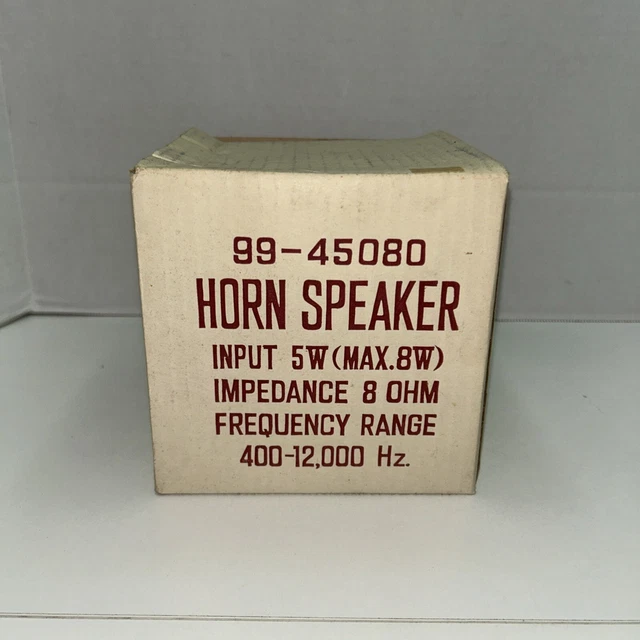 99-45080
HORN SPEAKER
INPUT 5W (MAX.8W)
IMPEDANCE 8 OHM
FREQUENCY RANGE
400-12,000 Hz.